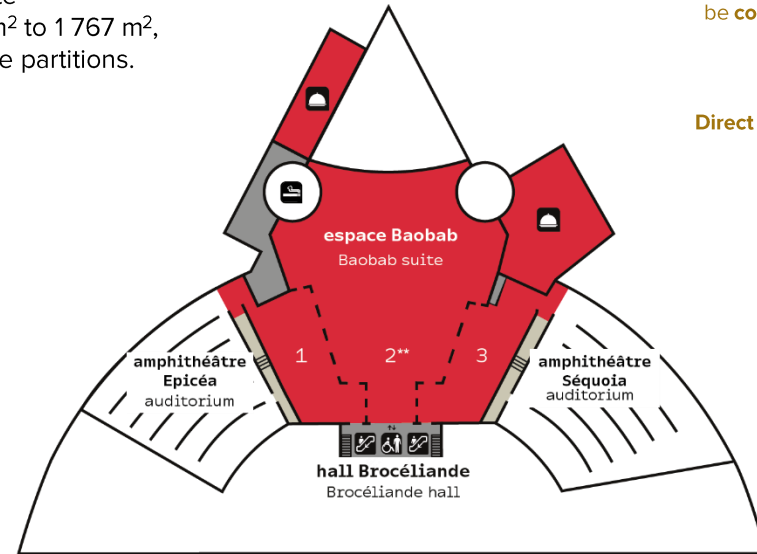 m² to 1 767 m²,
e partitions.
be co
Direct
espace Baobab
Baobab suite
1
2**
3
amphithéâtre
Epicéa
auditorium
amphithéâtre
Séquoia
auditorium
hall Brocéliande
Brocéliande hall